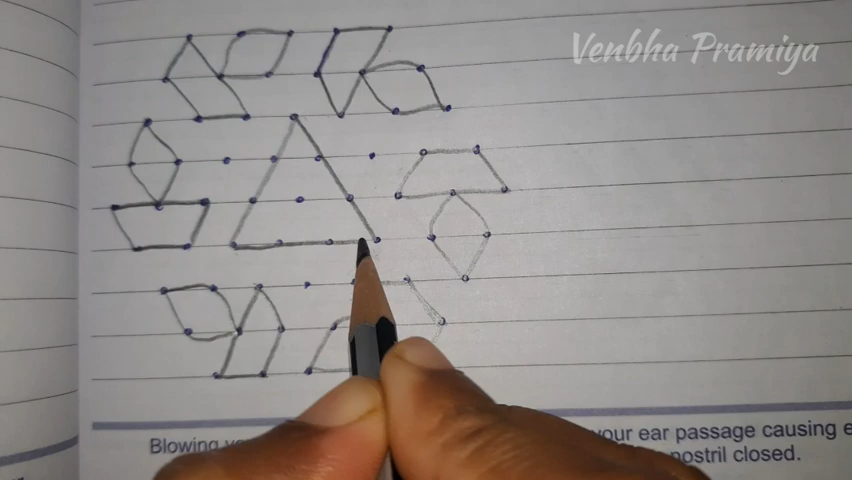 Venbha Pramiya
Blowing
your ear passage causing
nostril closed.